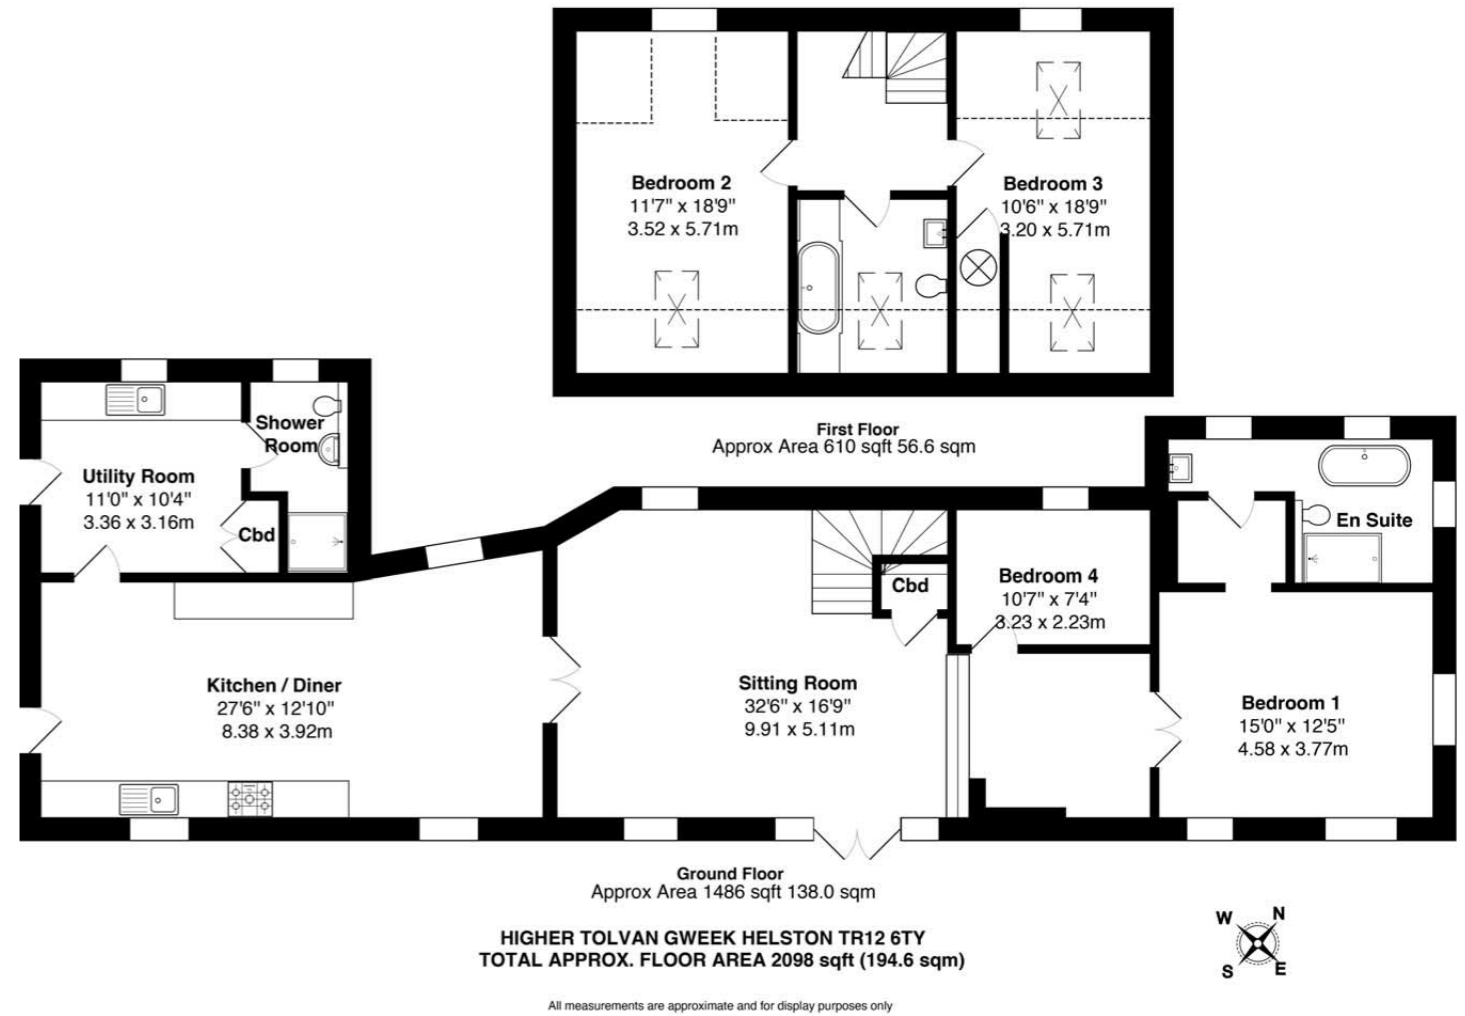 Bedroom 2
11'7" x 18'9"
3.52 x 5.71m
Bedroom 3
10'6" x 18'9"
3.20 x 5.71m
First Floor
Approx Area 610 sqft 56.6 sqm
Shower
Room
Utility Room
11'0" x 10'4"
3.36 x 3.16m
Cbd
En Suite
Cbd
Bedroom 4
10'7" x 7'4"
3.23 x 2.23m
Kitchen / Diner
27'6" x 12'10"
8.38 x 3.92m
Sitting Room
32'6" x 16'9"
9.91 x 5.11m
Bedroom 1
15'0" x 12'5"
4.58 x 3.77m
Ground Floor
Approx Area 1486 sqft 138.0 sqm
HIGHER TOLVAN GWEEK HELSTON TR12 6TY
TOTAL APPROX. FLOOR AREA 2098 sqft (194.6 sqm)
W N
S E
All measurements are approximate and for display purposes only